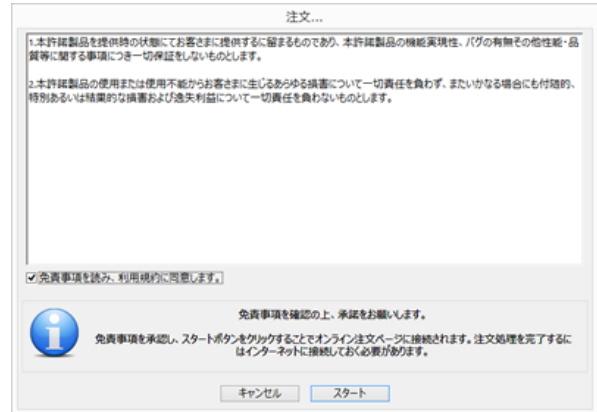 注文...
1.本許諾製品を提供時の状態にてお客さまに提供するに留まるものであり、本許諾製品の機能実現性、バグの有無その他性能・品
質等に関する事項につき一切保証をしないものとします。
2.本許諾製品の使用または使用不能からお客さまに生じるあらゆる損害について一切責任を負わず、またいかなる場合にも付随的、
特別あるいは結果的な損害および逸失利益について一切責任を負わないものとします。
免責事項を読み、利用規約に同意します。
免責事項を確認の上、承諾をお願いします。
免責事項を承認し、スタートボタンをクリックすることでオンライン注文ページに接続されます。注文処理を完了するに
はインターネットに接続しておく必要があります。
キャンセル
スタート